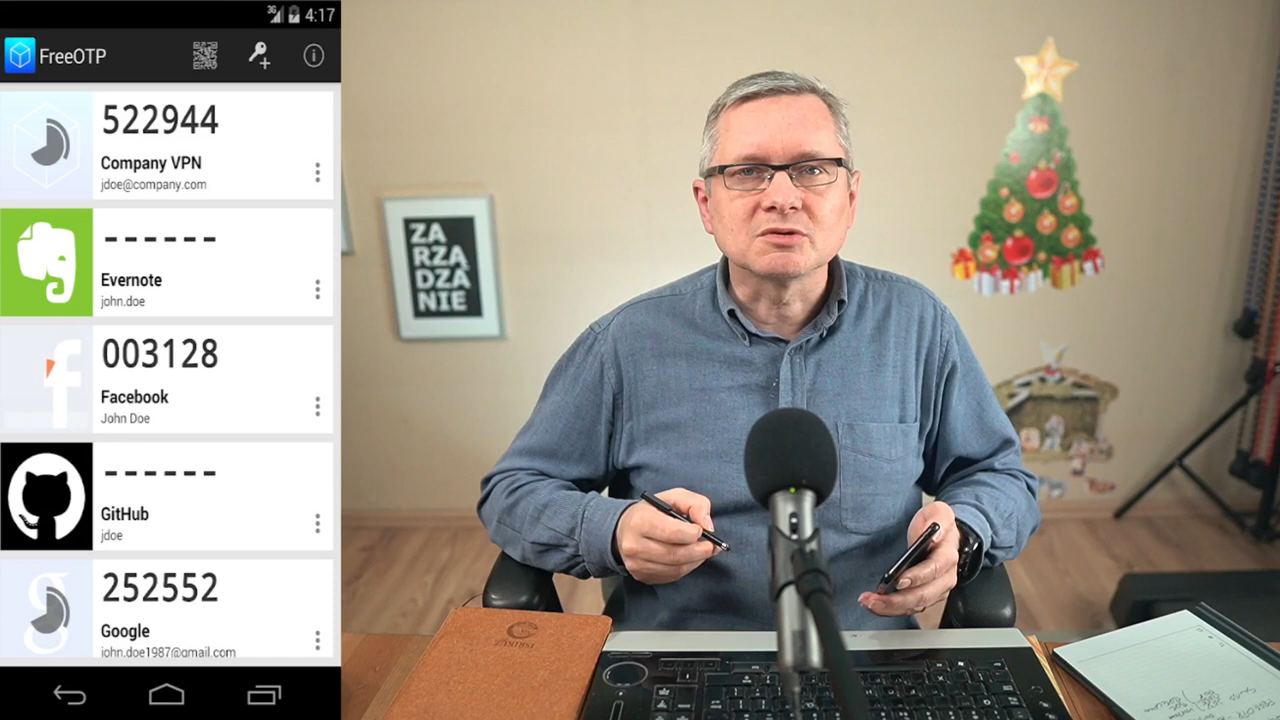 3G 4:17
FreeOTP
522944
Company VPN
jdoe@company.com
------
Evernote
john.doe
003128
Facebook
John Doe
------
GitHub
jdoe
252552
Google
john.doe1987@gmail.com
ZA
RZĄ
DZA
NIE